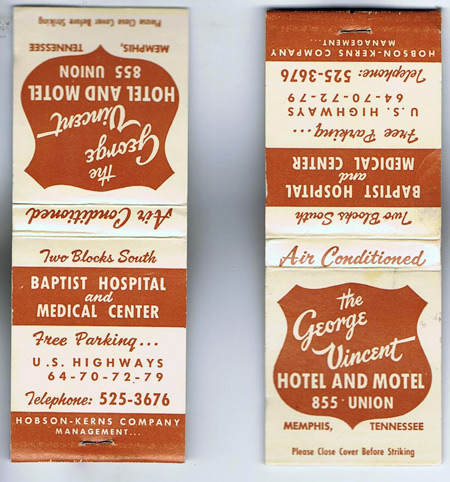 Please Close Cover Before Striking
MEMPHIS, TENNESSEE
855 UNION
HOTEL AND MOTEL
the George Vincent
Air Conditioned
Two Blocks South
BAPTIST HOSPITAL
and
MEDICAL CENTER
Free Parking...
U.S. HIGHWAYS
64-70-72-79
Telephone: 525-3676
HOBSON-KERNS COMPANY
MANAGEMENT...
HOBSON-KERNS COMPANY
MANAGEMENT...
Telephone: 525-3676
64-70-72-79
U.S. HIGHWAYS
Free Parking...
MEDICAL CENTER
and
BAPTIST HOSPITAL
Two Blocks South
Air Conditioned
the
George
Vincent
HOTEL AND MOTEL
855 UNION
MEMPHIS, TENNESSEE
Please Close Cover Before Striking